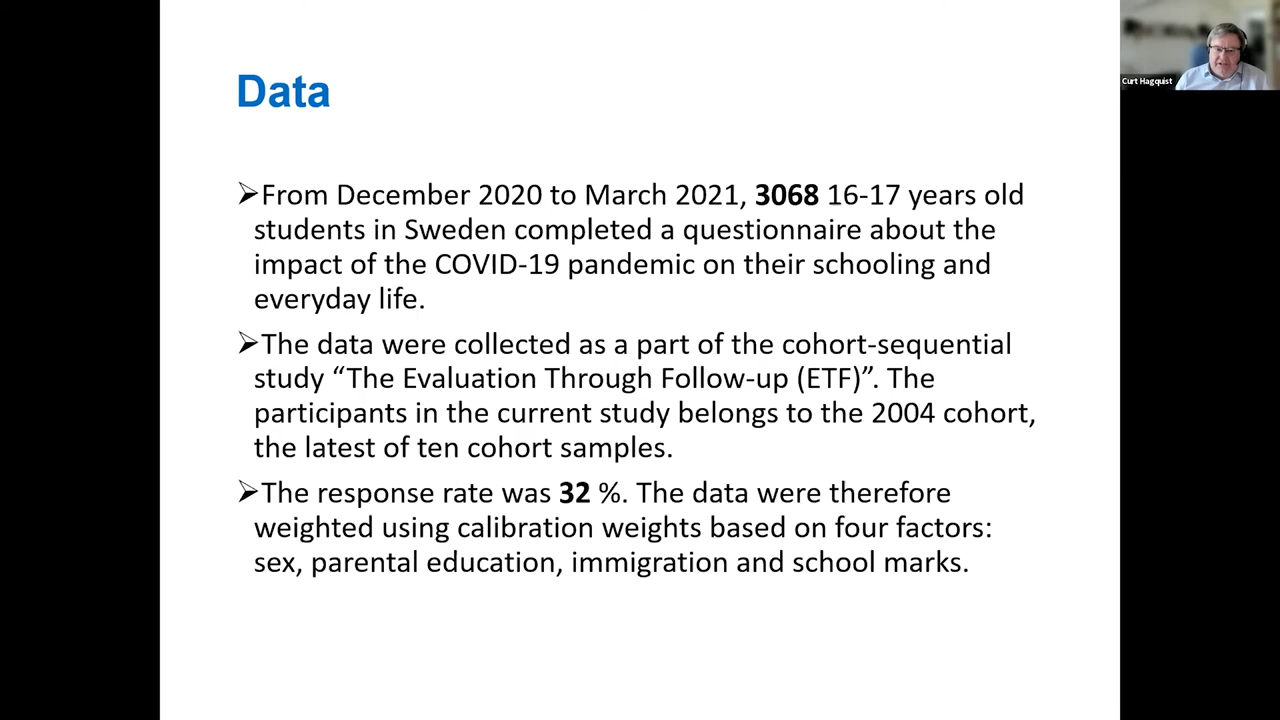 Data
➢From December 2020 to March 2021, 3068 16-17 years old
students in Sweden completed a questionnaire about the
impact of the COVID-19 pandemic on their schooling and
everyday life.
➢The data were collected as a part of the cohort-sequential
study “The Evaluation Through Follow-up (ETF)”. The
participants in the current study belongs to the 2004 cohort,
the latest of ten cohort samples.
➢The response rate was 32 %. The data were therefore
weighted using calibration weights based on four factors:
sex, parental education, immigration and school marks.
Curt Hagquist